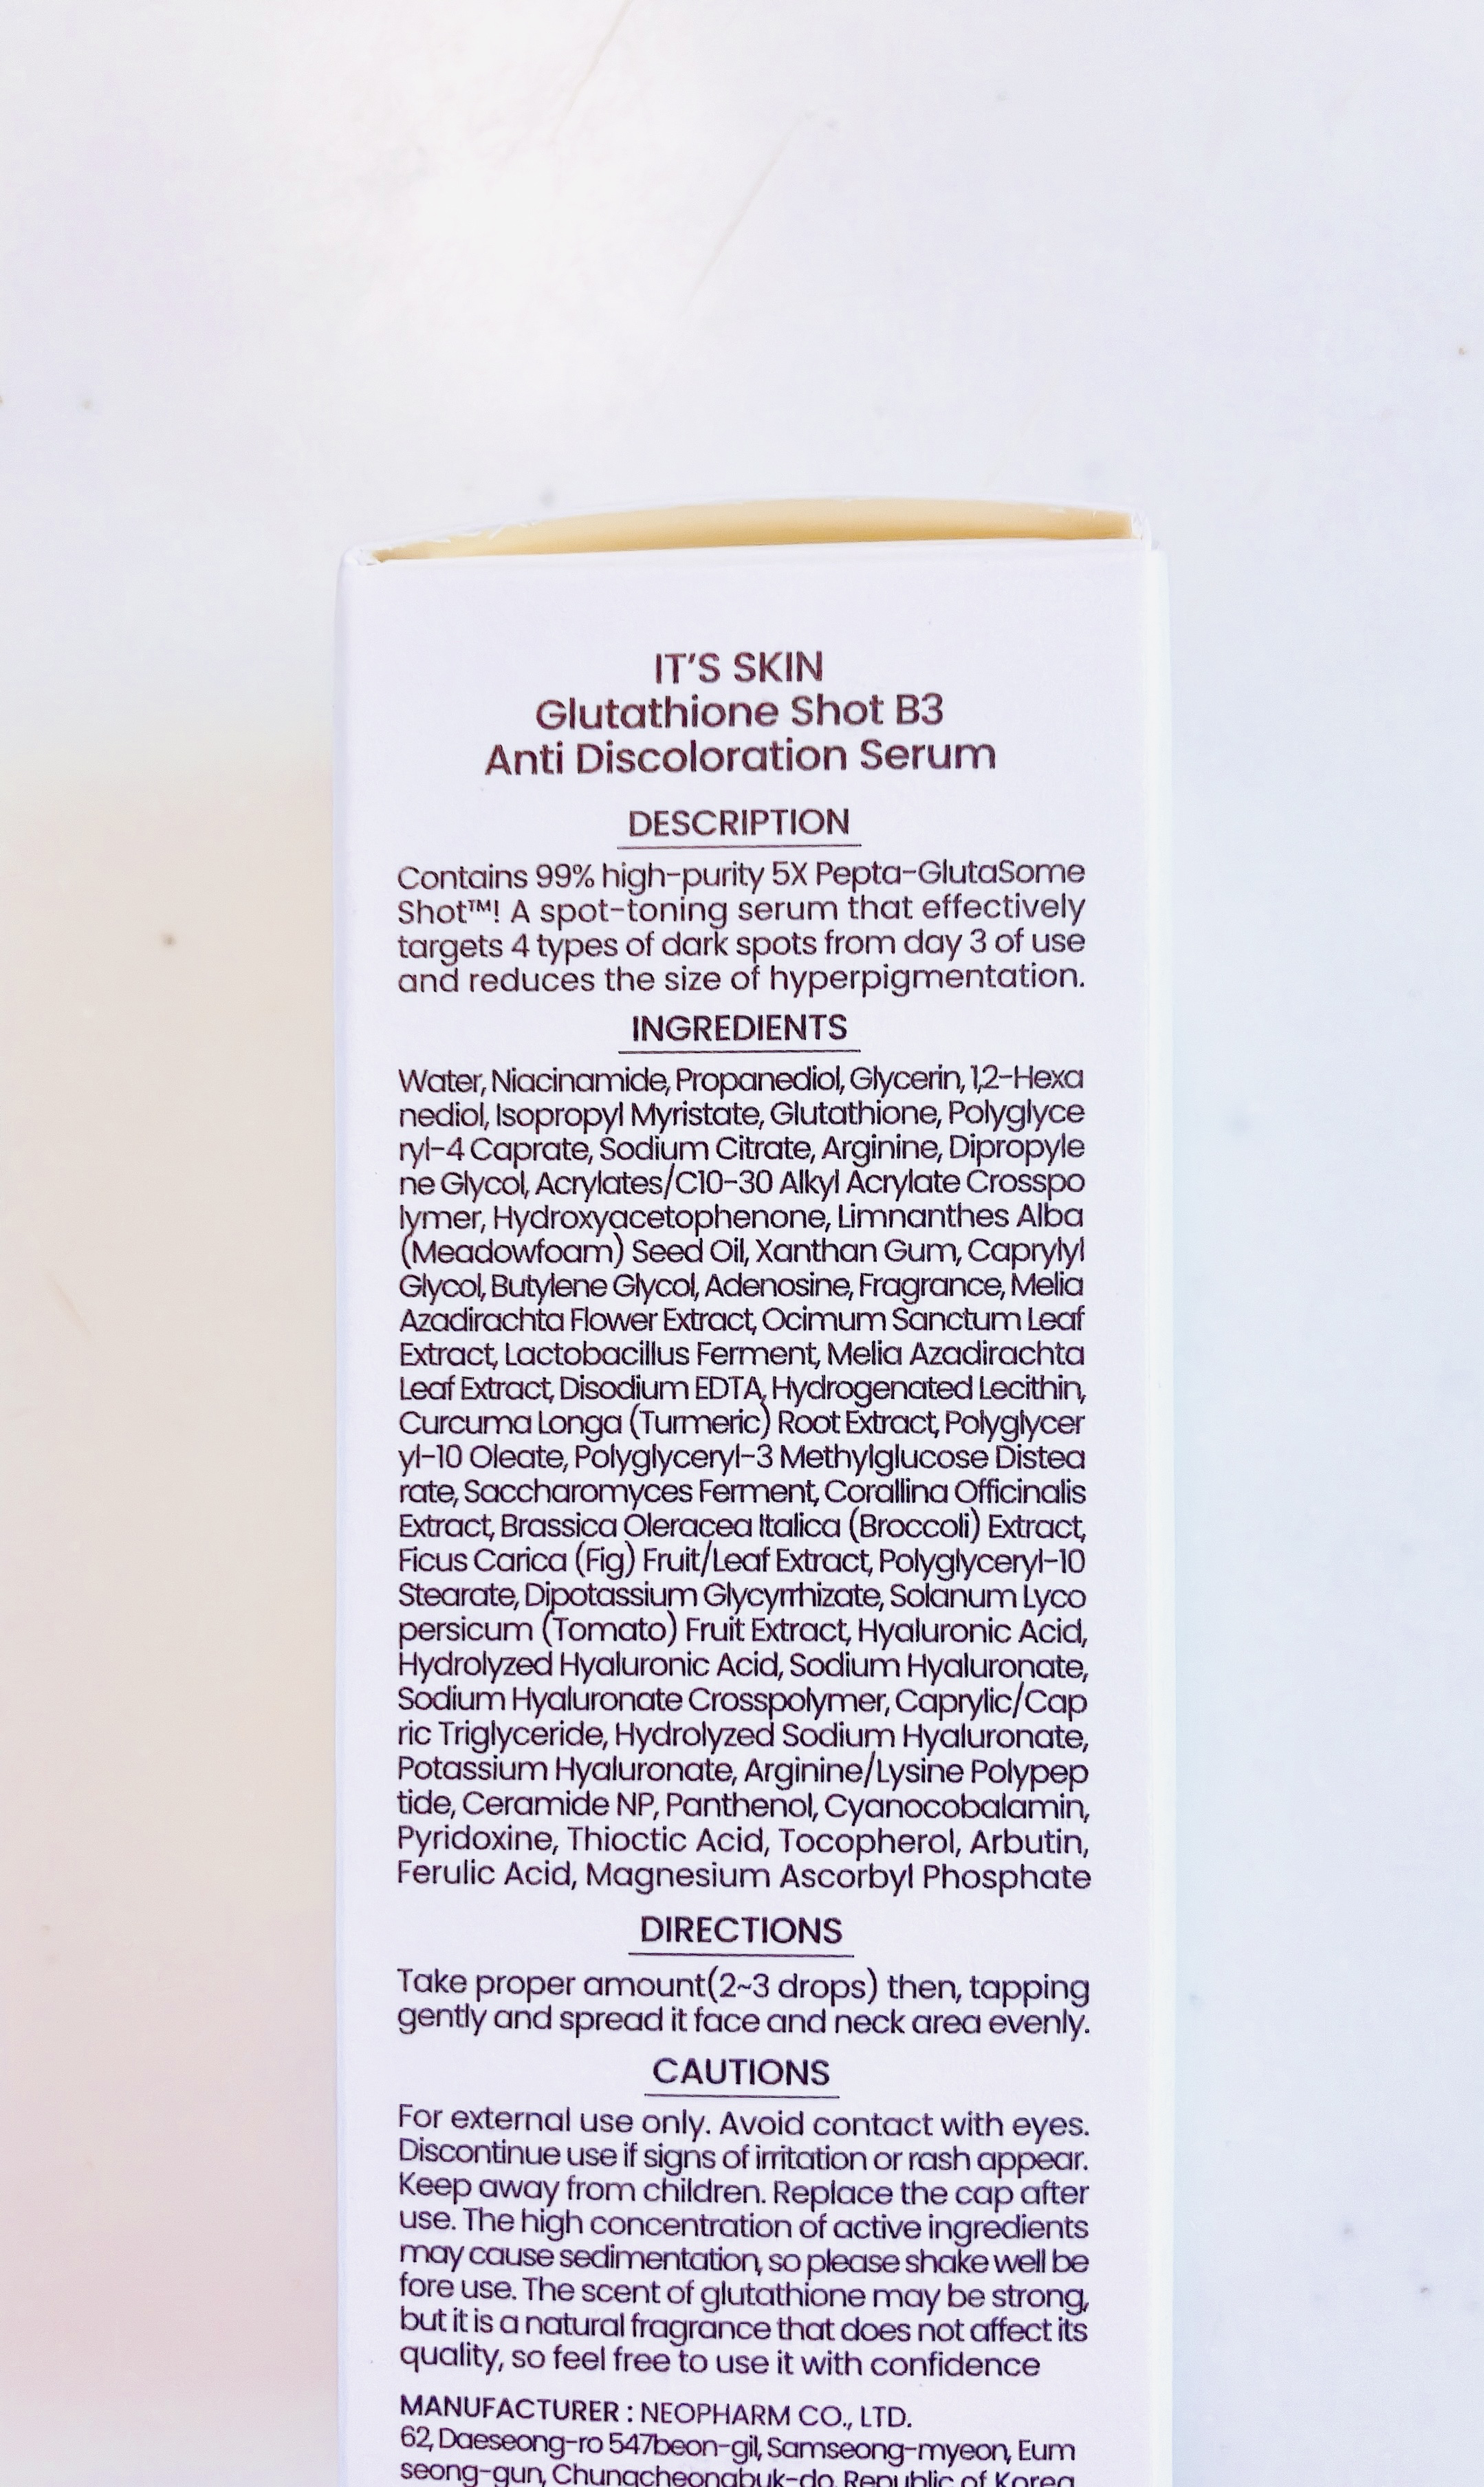 IT'S SKIN
Glutathione Shot B3
Anti Discoloration Serum
DESCRIPTION
Contains 99% high-purity 5X Pepta-GlutaSome
Shot™! A spot-toning serum that effectively
targets 4 types of dark spots from day 3 of use
and reduces the size of hyperpigmentation.
INGREDIENTS
Water, Niacinamide, Propanediol, Glycerin, 1,2-Hexa
nediol, Isopropyl Myristate, Glutathione, Polyglyce
ryl-4 Caprate, Sodium Citrate, Arginine, Dipropyle
ne Glycol, Acrylates/C10-30 Alkyl Acrylate Crosspo
lymer, Hydroxyacetophenone, Limnanthes Alba
(Meadowfoam) Seed Oil, Xanthan Gum, Caprylyl
Glycol, Butylene Glycol, Adenosine, Fragrance, Melia
Azadirachta Flower Extract, Ocimum Sanctum Leaf
Extract, Lactobacillus Ferment, Melia Azadirachta
Leaf Extract, Disodium EDTA, Hydrogenated Lecithin,
Curcuma Longa (Turmeric) Root Extract, Polyglycer
yl-10 Oleate, Polyglyceryl-3 Methylglucose Distea
rate, Saccharomyces Ferment, Corallina Officinalis
Extract, Brassica Oleracea Italica (Broccoli) Extract,
Ficus Carica (Fig) Fruit/Leaf Extract, Polyglyceryl-10
Stearate, Dipotassium Glycyrrhizate, Solanum Lyco
persicum (Tomato) Fruit Extract, Hyaluronic Acid,
Hydrolyzed Hyaluronic Acid, Sodium Hyaluronate,
Sodium Hyaluronate Crosspolymer, Caprylic/Cap
ric Triglyceride, Hydrolyzed Sodium Hyaluronate,
Potassium Hyaluronate, Arginine/Lysine Polypep
tide, Ceramide NP, Panthenol, Cyanocobalamin,
Pyridoxine, Thioctic Acid, Tocopherol, Arbutin,
Ferulic Acid, Magnesium Ascorbyl Phosphate
DIRECTIONS
Take proper amount(2~3 drops) then, tapping
gently and spread it face and neck area evenly.
CAUTIONS
For external use only. Avoid contact with eyes.
Discontinue use if signs of irritation or rash appear.
Keep away from children. Replace the cap after
use. The high concentration of active ingredients
may cause sedimentation, so please shake well be
fore use. The scent of glutathione may be strong,
but it is a natural fragrance that does not affect its
quality, so feel free to use it with confidence
MANUFACTURER : NEOPHARM CO., LTD.
62, Daeseong-ro 547beon-gil, Samseong-myeon, Eum
seong-gun, Chungcheongbuk-do, Republic of Korea